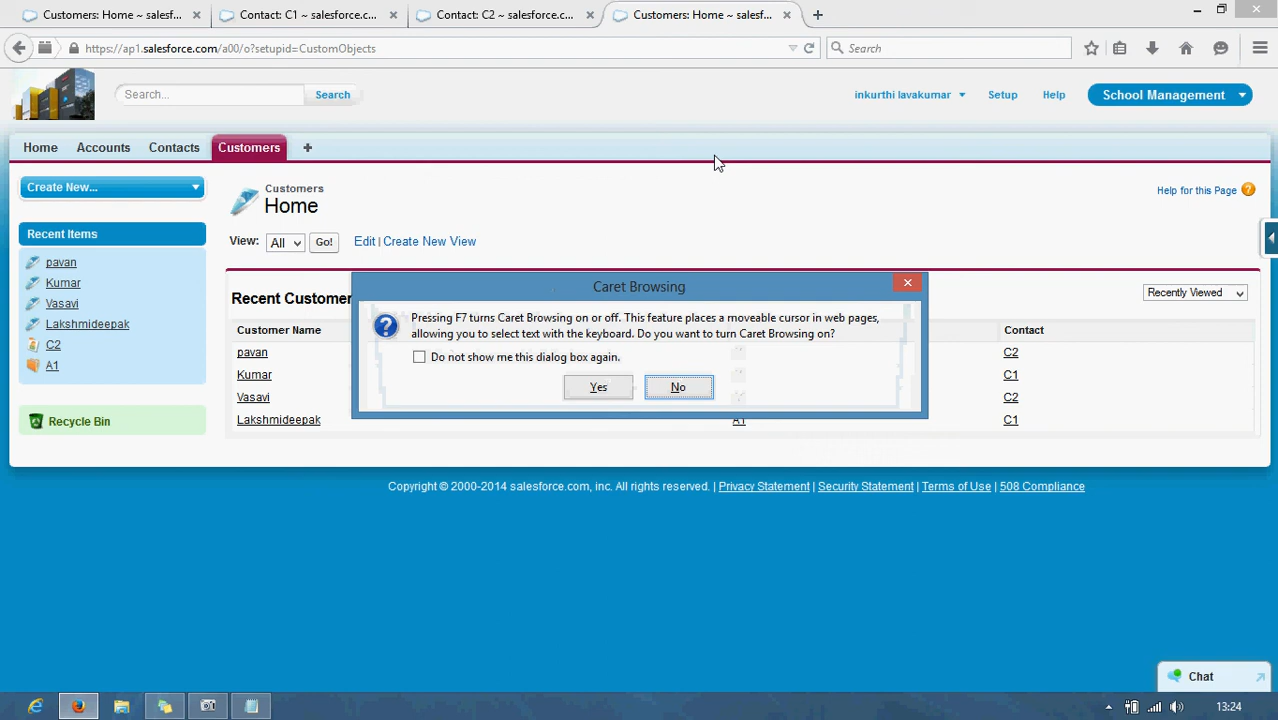 Customers: Home ~ salesf... Contact: C1 ~ salesforce.c... Contact: C2 ~ salesforce.c... Customers: Home ~ salesf...
https://ap1.salesforce.com/a00/o?setupid=CustomObjects Search
Search... Search inkurthi lavakumar Setup Help School Management
Home Accounts Contacts Customers +
Create New...
Customers
Home
Help for this Page
View: All Go! Edit | Create New View
Recent Items
pavan
Kumar
Vasavi
Lakshmideepak
C2
A1
Recycle Bin
Recent Customer
Recently Viewed
Customer Name Contact
pavan C2
Kumar C1
Vasavi C2
Lakshmideepak A1 C1
Caret Browsing
Pressing F7 turns Caret Browsing on or off. This feature places a moveable cursor in web pages,
allowing you to select text with the keyboard. Do you want to turn Caret Browsing on?
Do not show me this dialog box again.
Yes No
Copyright © 2000-2014 salesforce.com, inc. All rights reserved. | Privacy Statement | Security Statement | Terms of Use | 508 Compliance
Chat
13:24